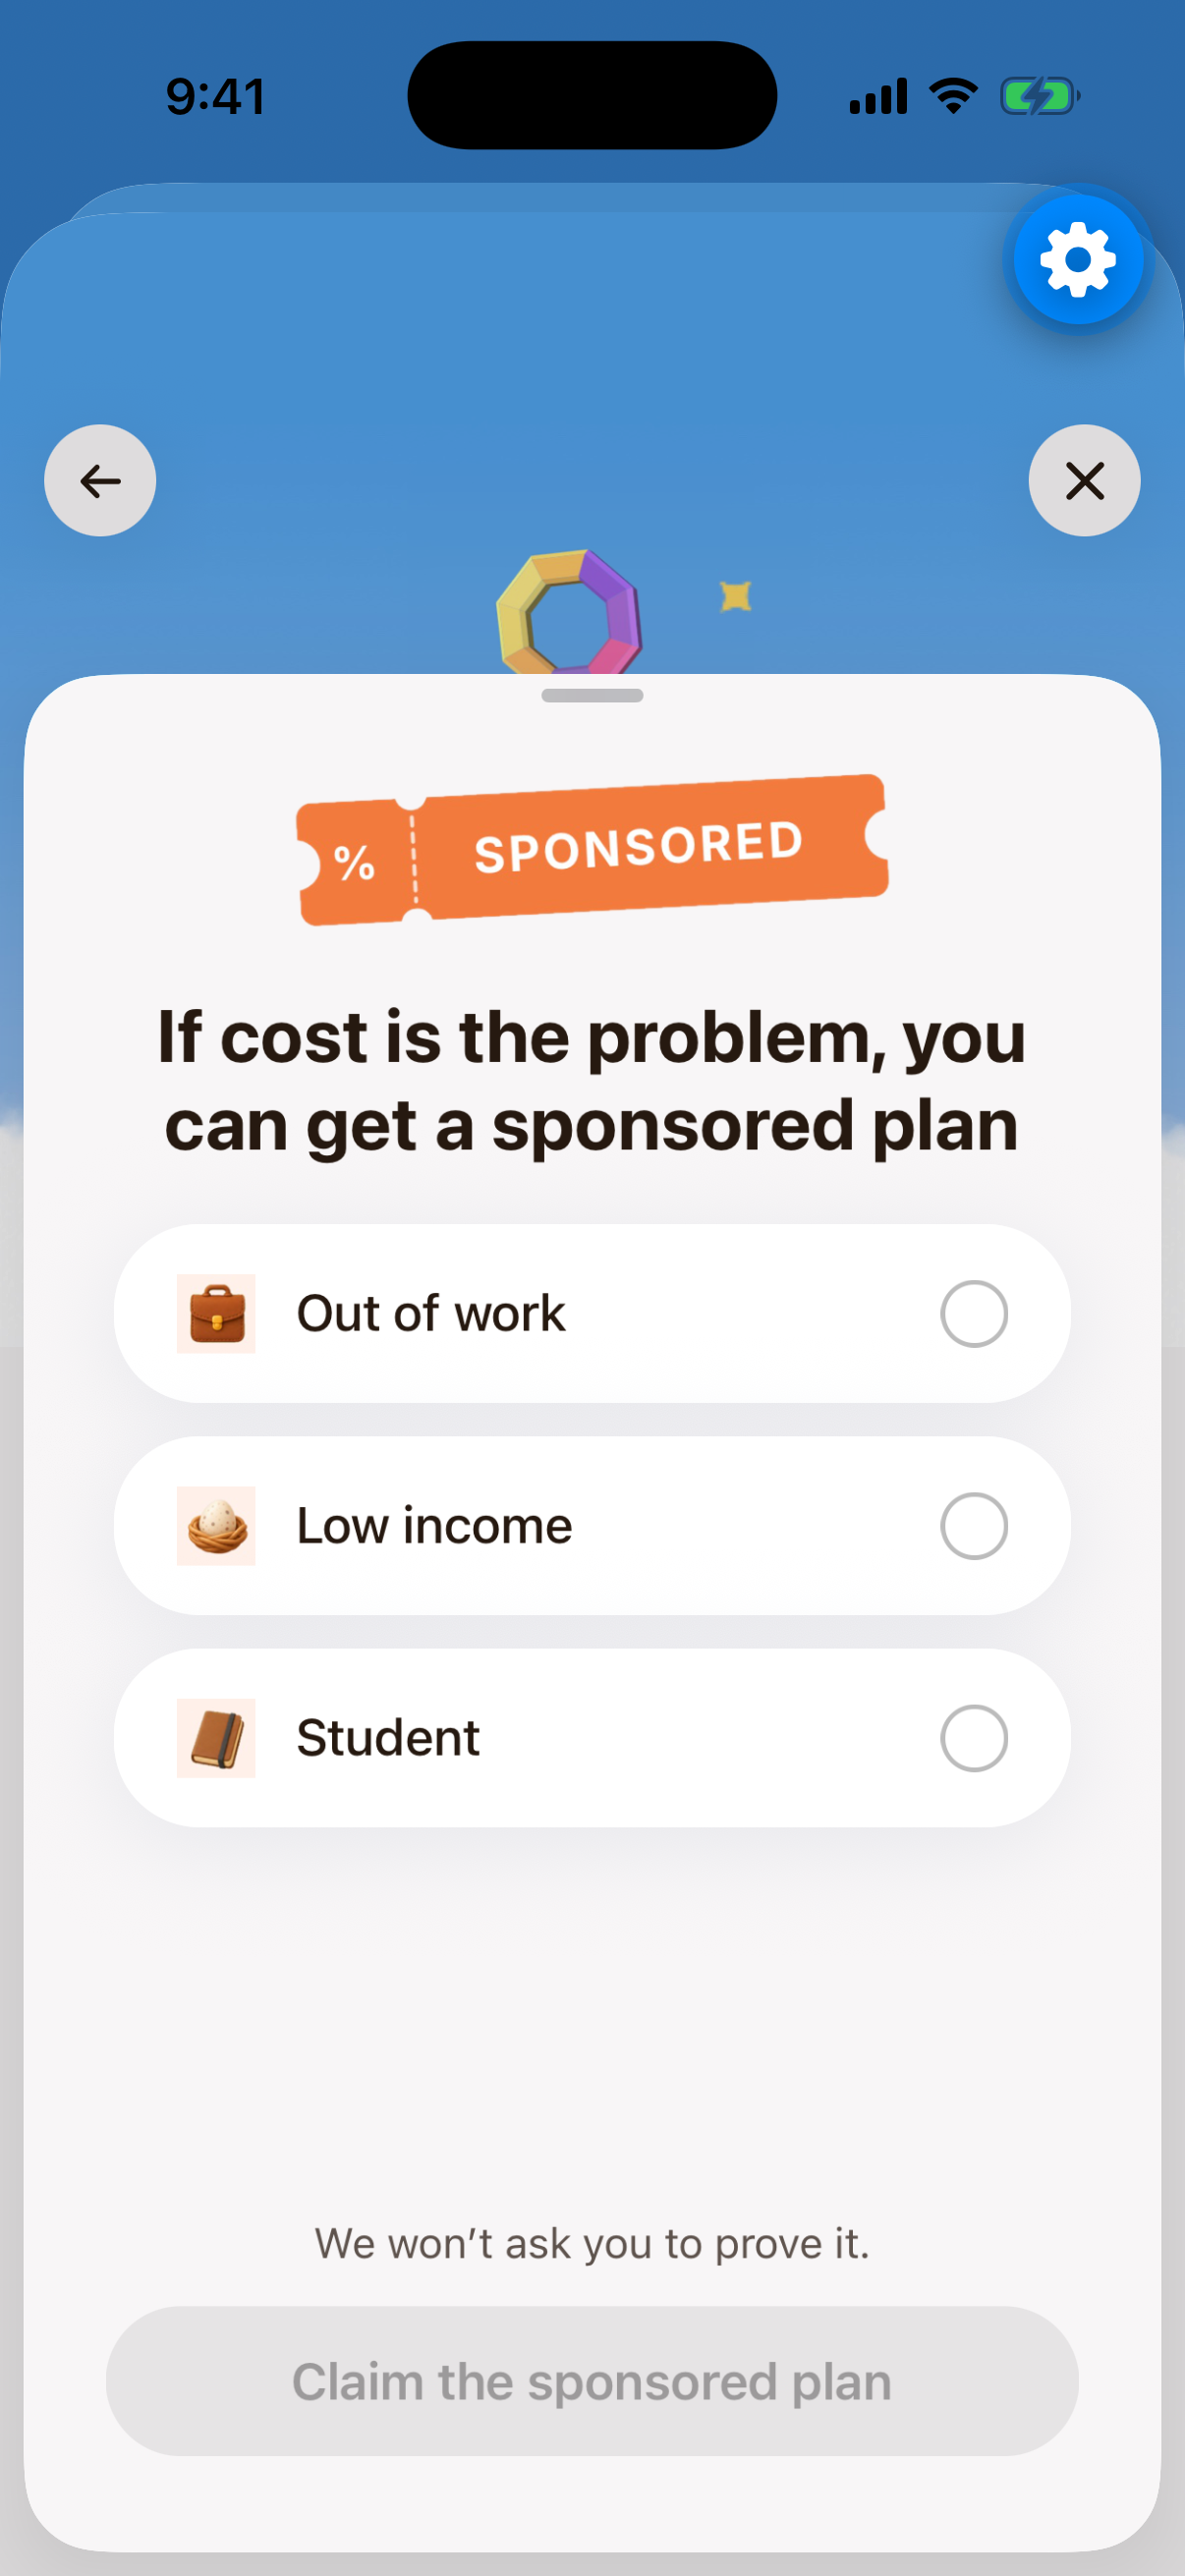 9:41
% SPONSORED
If cost is the problem, you
can get a sponsored plan
Out of work
Low income
Student
We won’t ask you to prove it.
Claim the sponsored plan